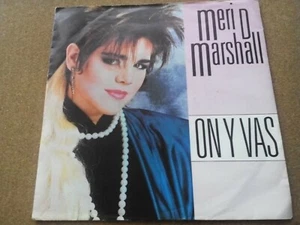 meri D.
marshall
ON Y VAS